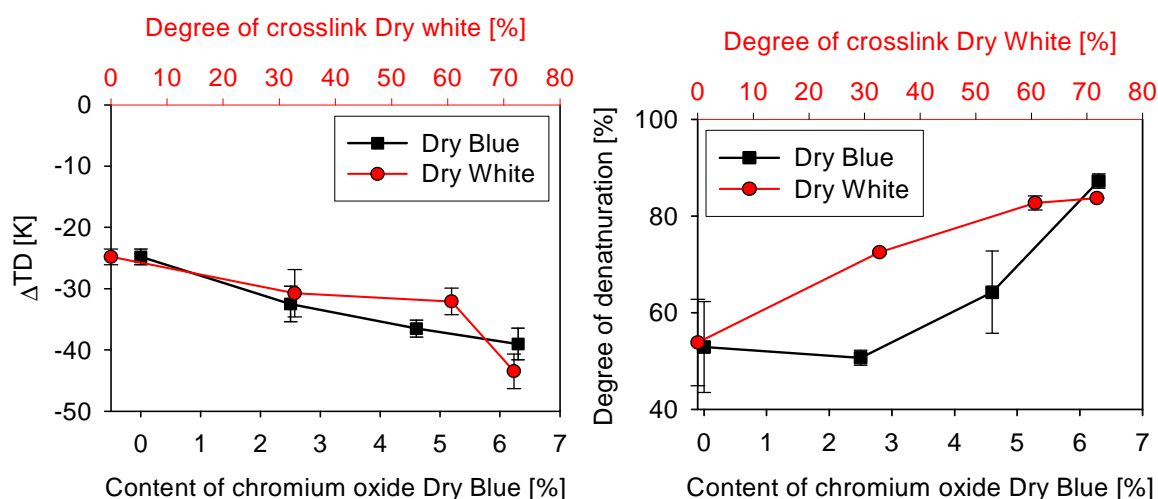 Degree of crosslink Dry white [%]
0 10 20 30 40 50 60 70 80
0
-10
-20
-30
-40
-50
ΔTD [K]
Dry Blue
Dry White
0 1 2 3 4 5 6 7
Content of chromium oxide Dry Blue [%]
Degree of crosslink Dry White [%]
0 10 20 30 40 50 60 70 80
100
80
60
40
Degree of denatnuration [%]
Dry Blue
Dry White
0 1 2 3 4 5 6 7
Content of chromium oxide Dry Blue [%]